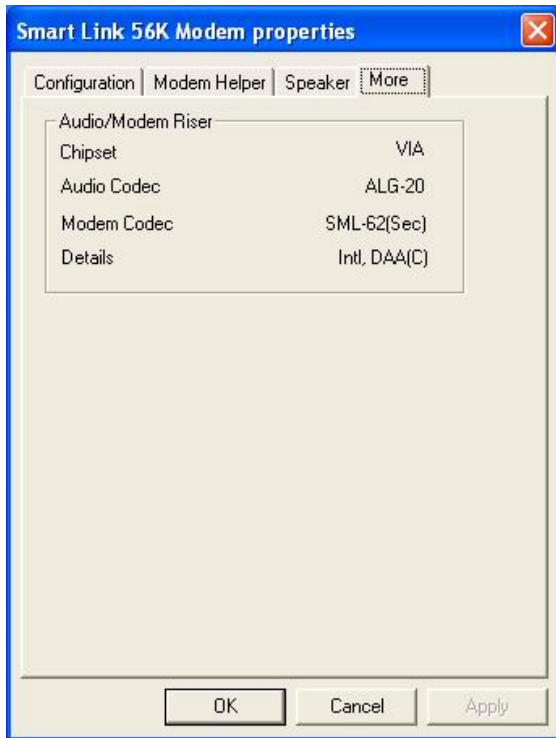 Smart Link 56K Modem properties
Configuration Modem Helper Speaker More
Audio/Modem Riser
Chipset VIA
Audio Codec ALG-20
Modem Codec SML-62(Sec)
Details Intl, DAA(C)
OK Cancel Apply